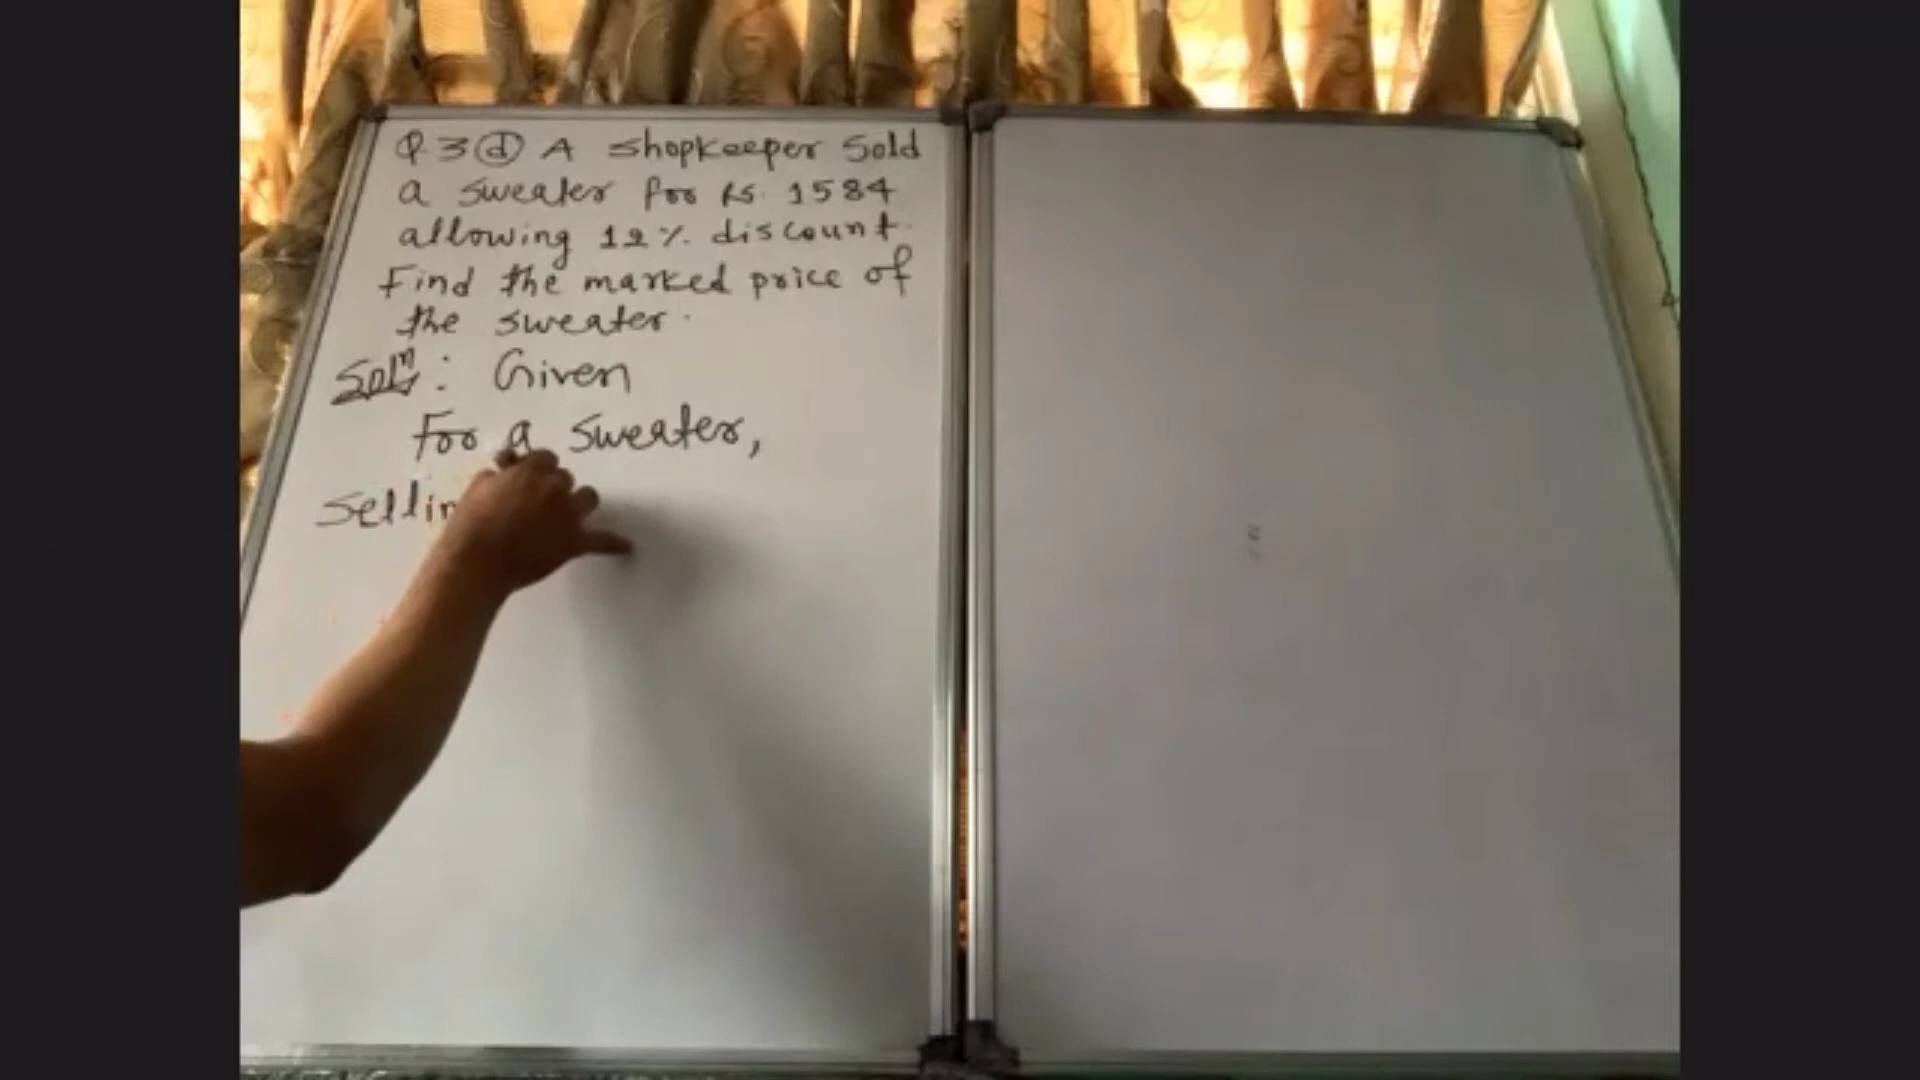 Q.3 (d) A shopkeeper sold
a sweater for Rs. 1584
allowing 12% discount.
Find the marked price of
the sweater.
Solⁿ: Given
For a sweater,
Sellin